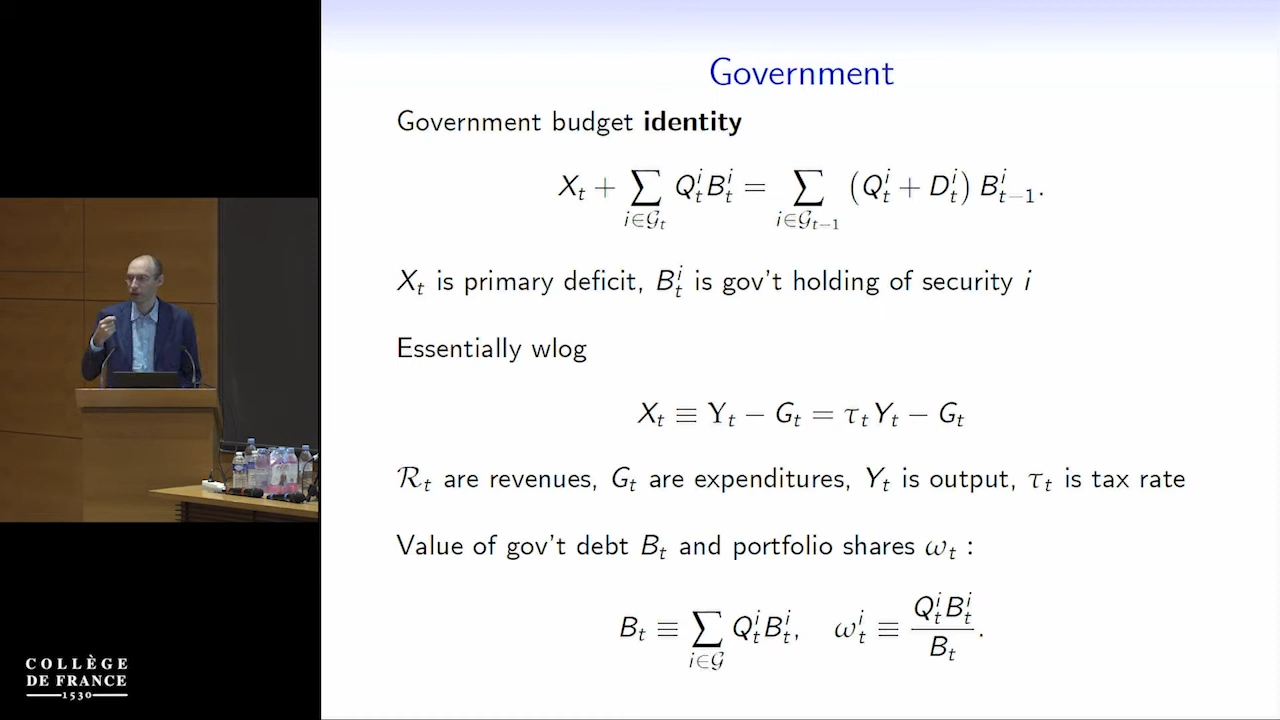 Government
Government budget identity
X_t + ∑_{i∈𝒢_t} Q_t^i B_t^i = ∑_{i∈𝒢_{t−1}} (Q_t^i + D_t^i) B_{t−1}^i.
X_t is primary deficit, B_t^i is gov't holding of security i
Essentially wlog
X_t ≡ Υ_t − G_t = τ_t Y_t − G_t
ℛ_t are revenues, G_t are expenditures, Y_t is output, τ_t is tax rate
Value of gov't debt B_t and portfolio shares ω_t :
B_t ≡ ∑_{i∈𝒢} Q_t^i B_t^i, ω_t^i ≡ Q_t^i B_t^i / B_t.
COLLÈGE
DE FRANCE
1530